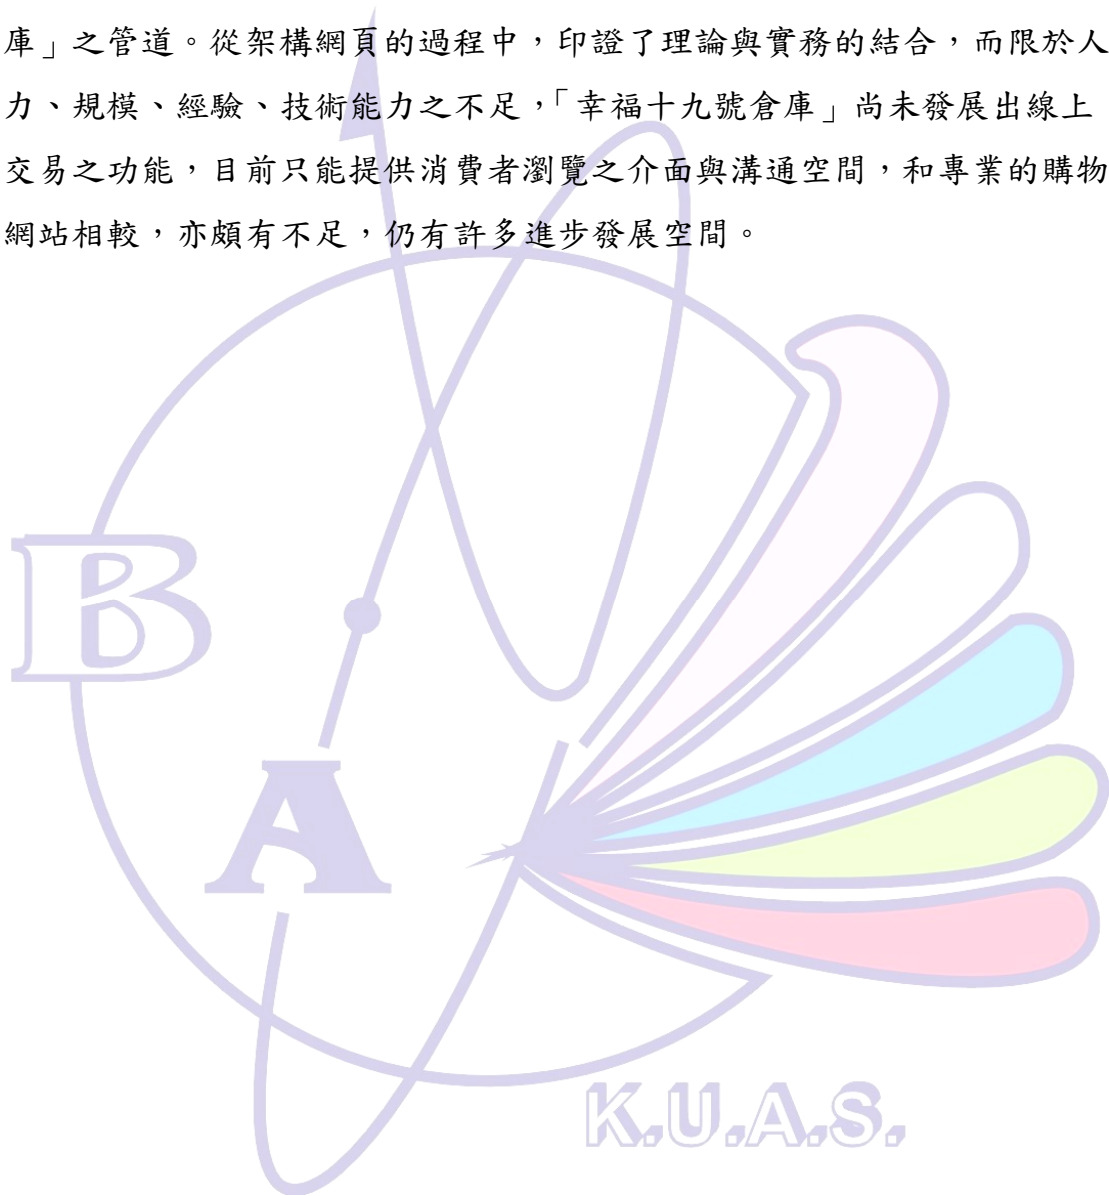 庫」之管道。從架構網頁的過程中，印證了理論與實務的結合，而限於人
力、規模、經驗、技術能力之不足，「幸福十九號倉庫」尚未發展出線上
交易之功能，目前只能提供消費者瀏覽之介面與溝通空間，和專業的購物
網站相較，亦頗有不足，仍有許多進步發展空間。
B
A
K.U.A.S.